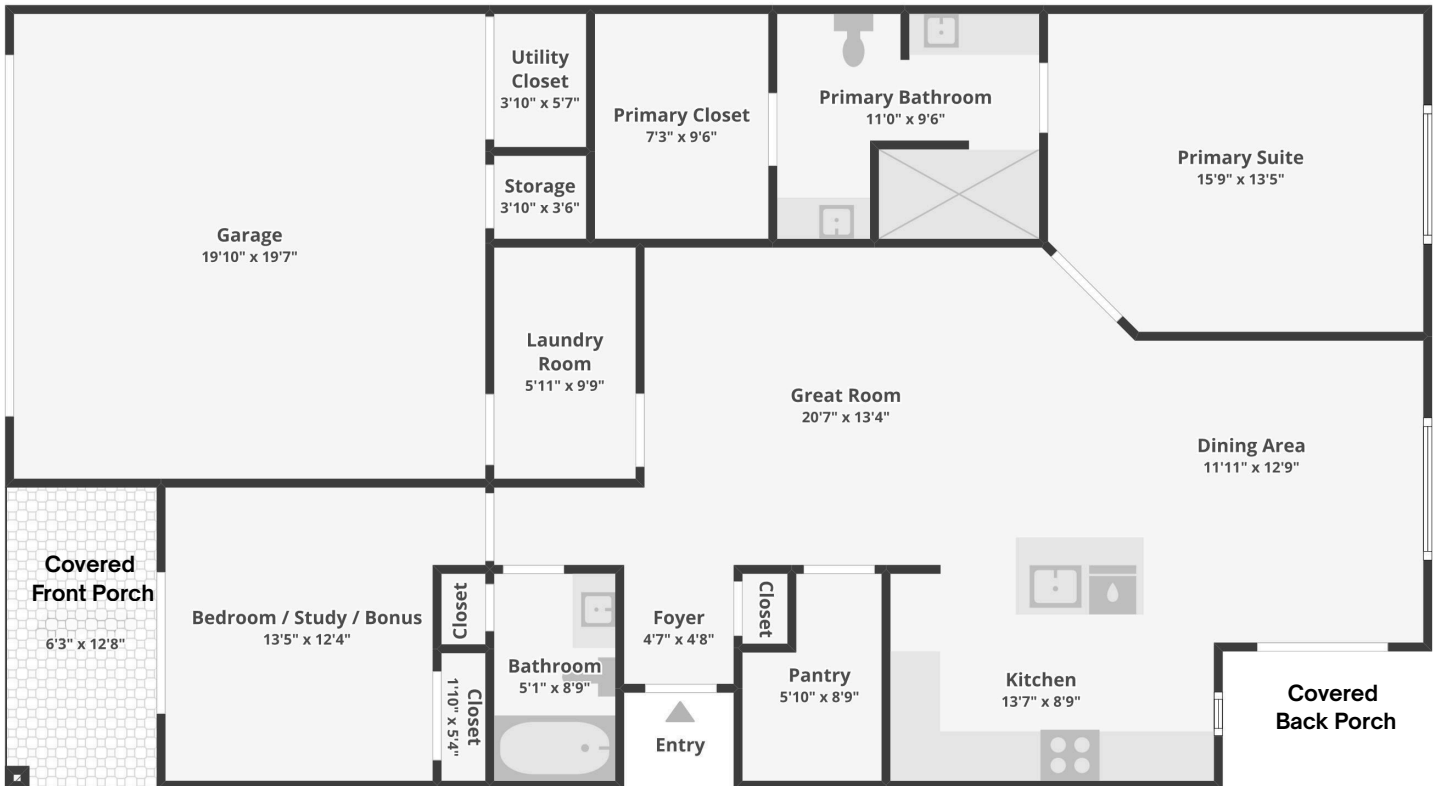 Utility
Closet
3'10" x 5'7"
Primary Closet
7'3" x 9'6"
Primary Bathroom
11'0" x 9'6"
Primary Suite
15'9" x 13'5"
Storage
3'10" x 3'6"
Garage
19'10" x 19'7"
Laundry
Room
5'11" x 9'9"
Great Room
20'7" x 13'4"
Dining Area
11'11" x 12'9"
Covered
Front Porch
6'3" x 12'8"
Bedroom / Study / Bonus
13'5" x 12'4"
Closet
Closet
1'10" x 5'4"
Bathroom
5'1" x 8'9"
Foyer
4'7" x 4'8"
Closet
Entry
Pantry
5'10" x 8'9"
Kitchen
13'7" x 8'9"
Covered
Back Porch